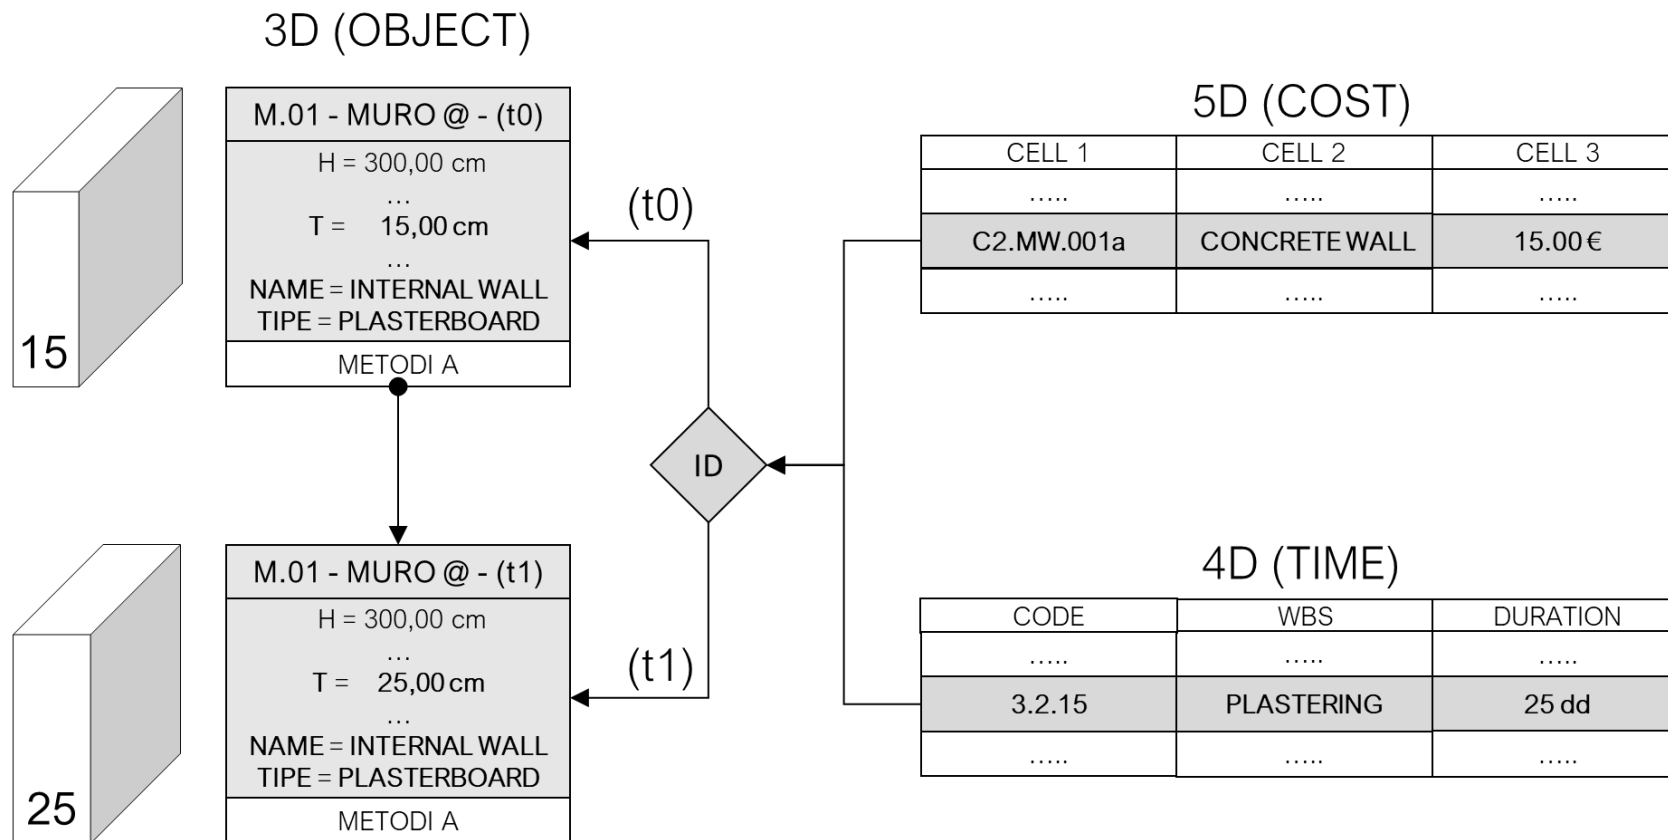 3D (OBJECT)
M.01 - MURO @ - (t0)
H = 300,00 cm
...
T = 15,00 cm
...
NAME = INTERNAL WALL
TIPE = PLASTERBOARD
METODI A
15
(t0)
ID
(t1)
M.01 - MURO @ - (t1)
H = 300,00 cm
...
T = 25,00 cm
...
NAME = INTERNAL WALL
TIPE = PLASTERBOARD
METODI A
25
5D (COST)
CELL 1 CELL 2 CELL 3
..... ..... .....
C2.MW.001a CONCRETE WALL 15.00 €
..... ..... .....
4D (TIME)
CODE WBS DURATION
..... ..... .....
3.2.15 PLASTERING 25 dd
..... ..... .....